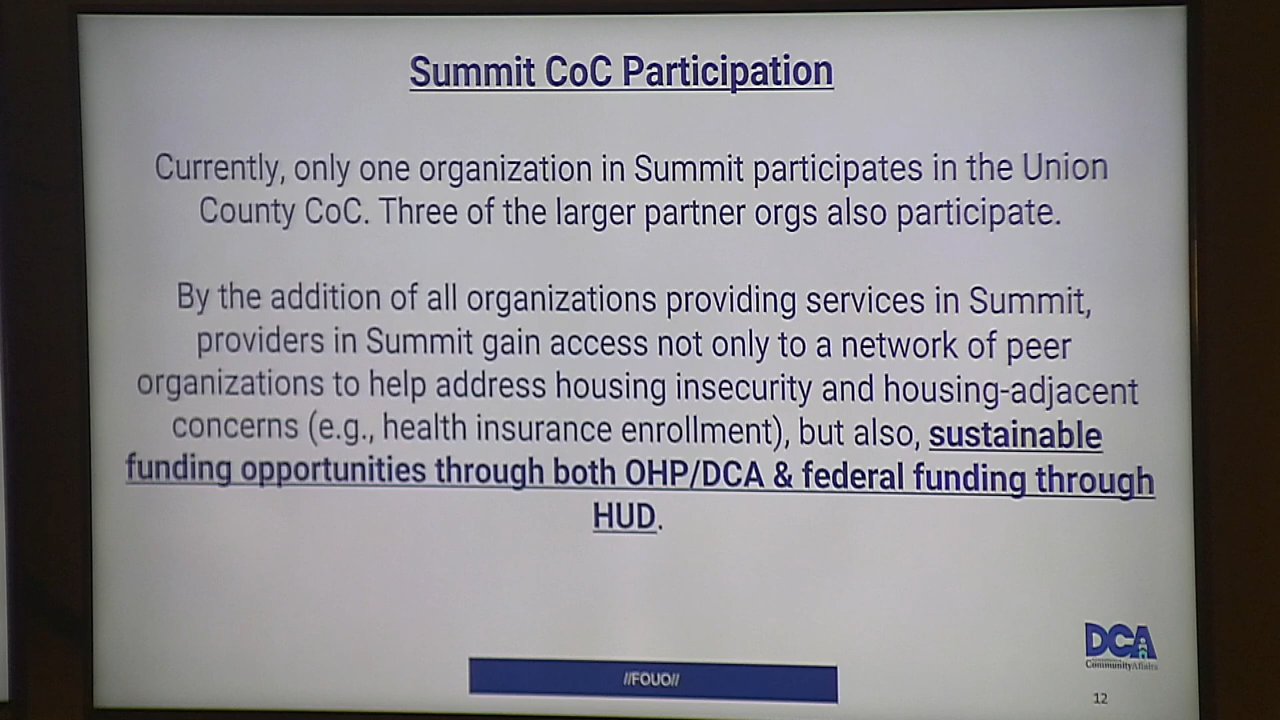 Summit CoC Participation
Currently, only one organization in Summit participates in the Union
County CoC. Three of the larger partner orgs also participate.
By the addition of all organizations providing services in Summit,
providers in Summit gain access not only to a network of peer
organizations to help address housing insecurity and housing-adjacent
concerns (e.g., health insurance enrollment), but also, sustainable
funding opportunities through both OHP/DCA & federal funding through
HUD.
//FOUO//
DCA
CommunityAffairs
12